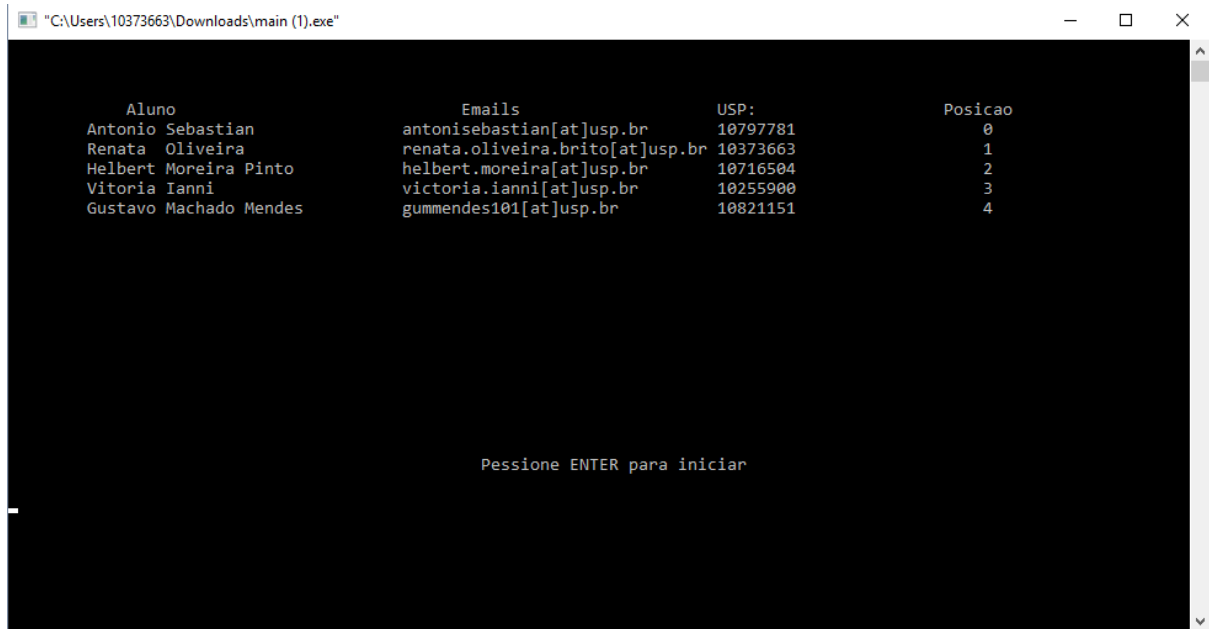 "C:\Users\10373663\Downloads\main (1).exe"
Aluno Emails USP: Posicao
Antonio Sebastian antonisebastian[at]usp.br 10797781 0
Renata  Oliveira renata.oliveira.brito[at]usp.br 10373663 1
Helbert Moreira Pinto helbert.moreira[at]usp.br 10716504 2
Vitoria Ianni victoria.ianni[at]usp.br 10255900 3
Gustavo Machado Mendes gummendes101[at]usp.br 10821151 4
Pessione ENTER para iniciar